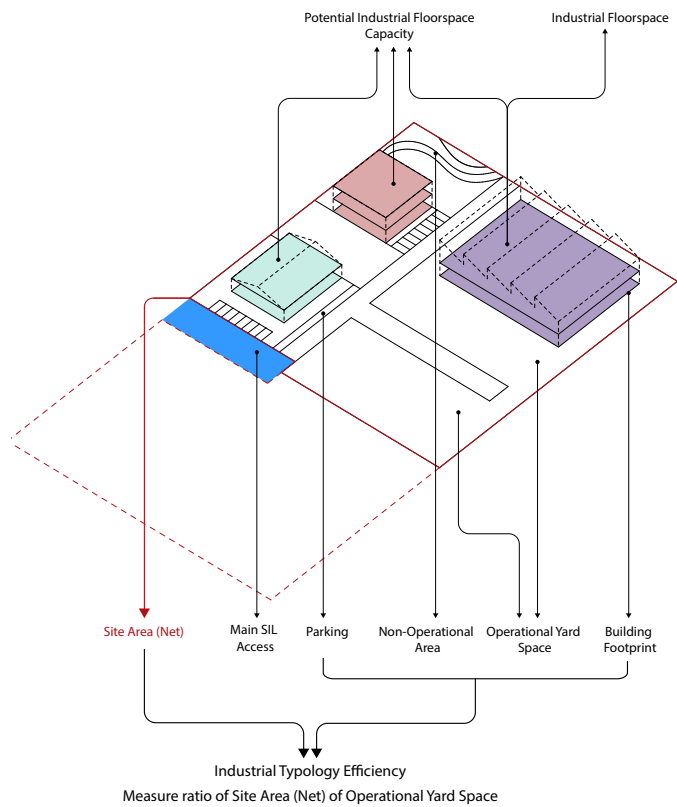 Potential Industrial Floorspace
Capacity
Industrial Floorspace
Site Area (Net)
Main SIL
Access
Parking
Non-Operational
Area
Operational Yard
Space
Building
Footprint
Industrial Typology Efficiency
Measure ratio of Site Area (Net) of Operational Yard Space